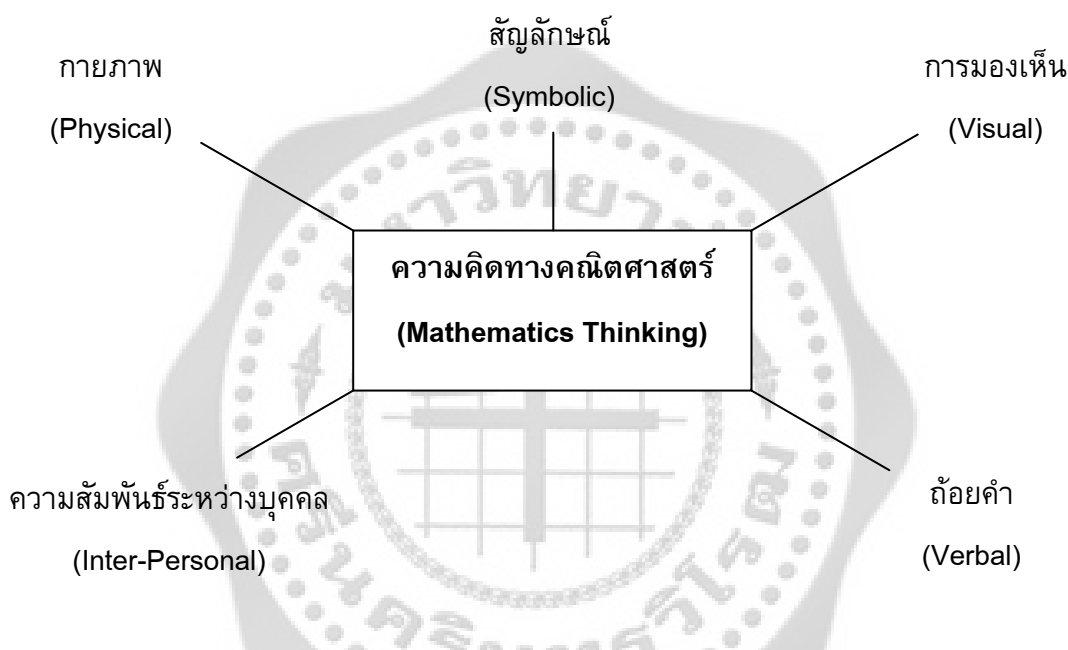 สัญลักษณ์
(Symbolic)
กายภาพ
(Physical)
การมองเห็น
(Visual)
ความคิดทางคณิตศาสตร์
(Mathematics Thinking)
ความสัมพันธ์ระหว่างบุคคล
(Inter-Personal)
ถ้อยคำ
(Verbal)